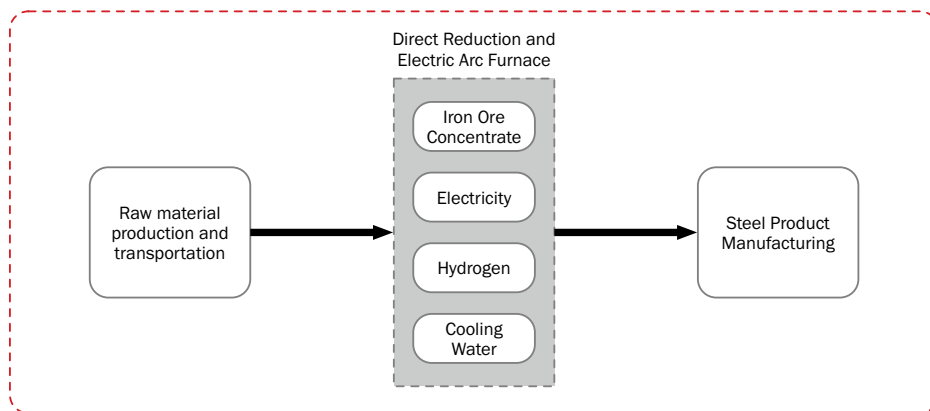 Direct Reduction and
Electric Arc Furnace
Iron Ore
Concentrate
Raw material
production and
transportation
Electricity
Hydrogen
Cooling
Water
Steel Product
Manufacturing